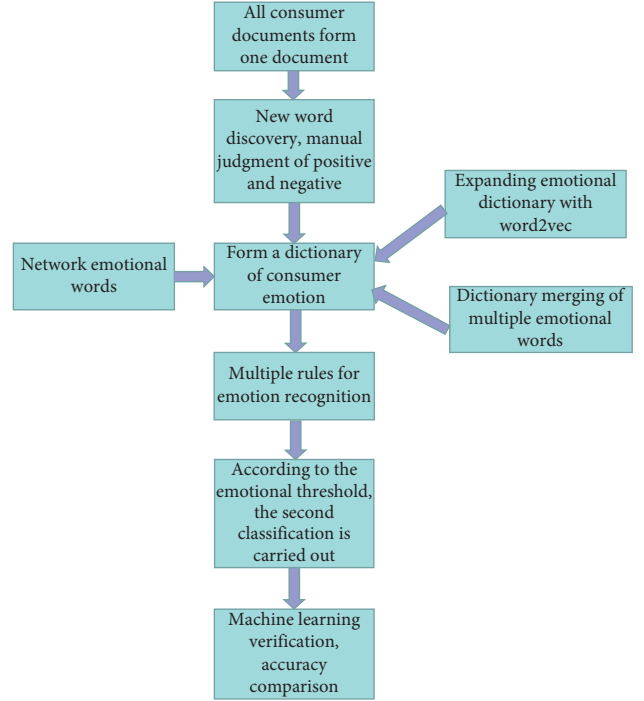 All consumer
documents form
one document
New word
discovery, manual
judgment of positive
and negative
Expanding emotional
dictionary with
word2vec
Network emotional
words
Form a dictionary
of consumer
emotion
Dictionary merging of
multiple emotional
words
Multiple rules for
emotion recognition
According to the
emotional threshold,
the second
classification is
carried out
Machine learning
verification,
accuracy
comparison